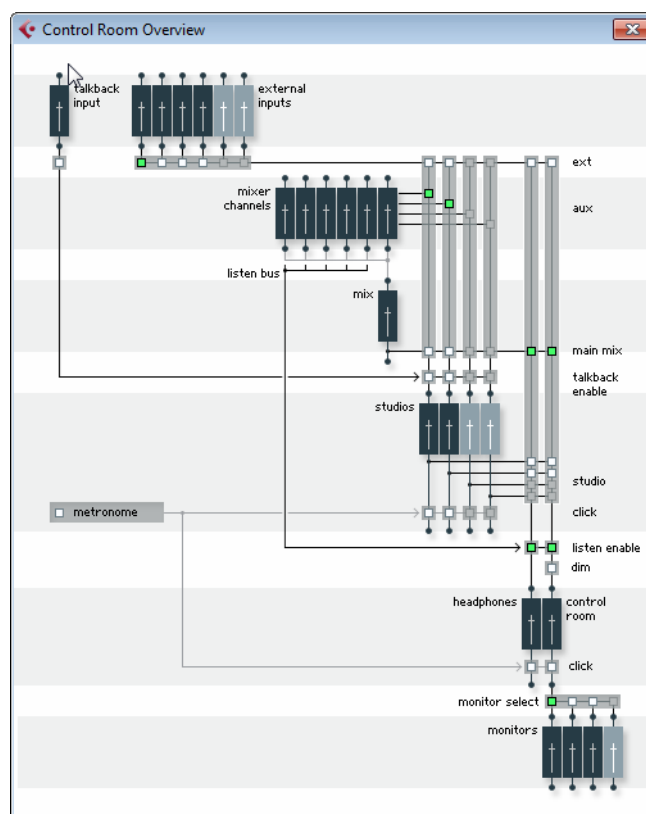 Control Room Overview
talkback
input
external
inputs
ext
mixer
channels
aux
listen bus
mix
main mix
talkback
enable
studios
studio
metronome
click
listen enable
dim
headphones
control
room
click
monitor select
monitors